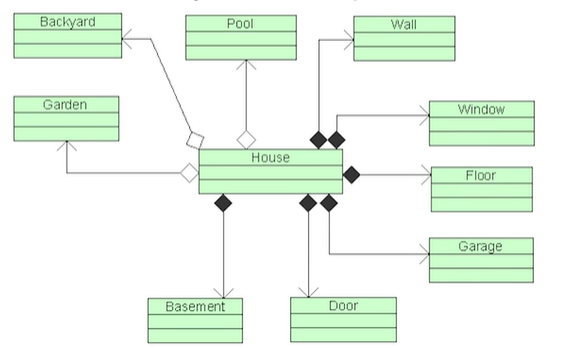 Backyard
Pool
Wall
Garden
Window
House
Floor
Garage
Basement
Door